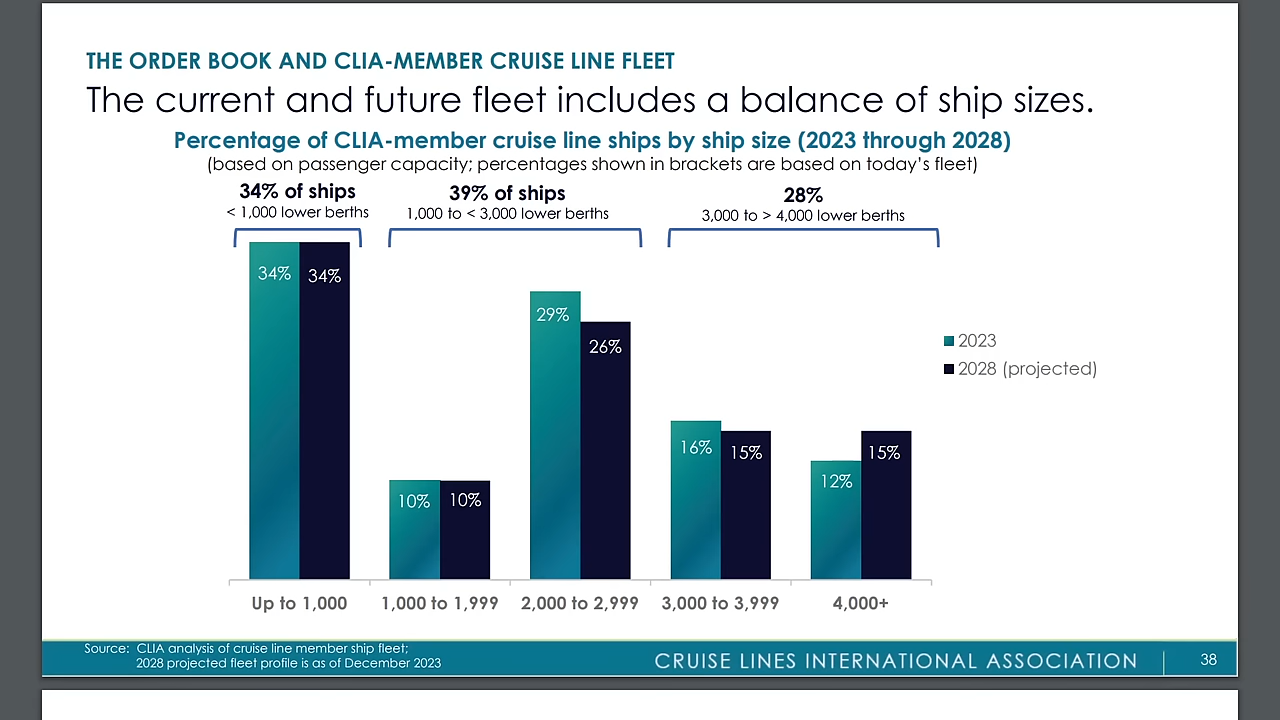 THE ORDER BOOK AND CLIA-MEMBER CRUISE LINE FLEET
The current and future fleet includes a balance of ship sizes.
Percentage of CLIA-member cruise line ships by ship size (2023 through 2028)
(based on passenger capacity; percentages shown in brackets are based on today's fleet)
34% of ships
< 1,000 lower berths
39% of ships
1,000 to < 3,000 lower berths
28%
3,000 to > 4,000 lower berths
34%
34%
10%
10%
29%
26%
16%
15%
12%
15%
2023
2028 (projected)
Up to 1,000
1,000 to 1,999
2,000 to 2,999
3,000 to 3,999
4,000+
Source: CLIA analysis of cruise line member ship fleet;
2028 projected fleet profile is as of December 2023
CRUISE LINES INTERNATIONAL ASSOCIATION
38